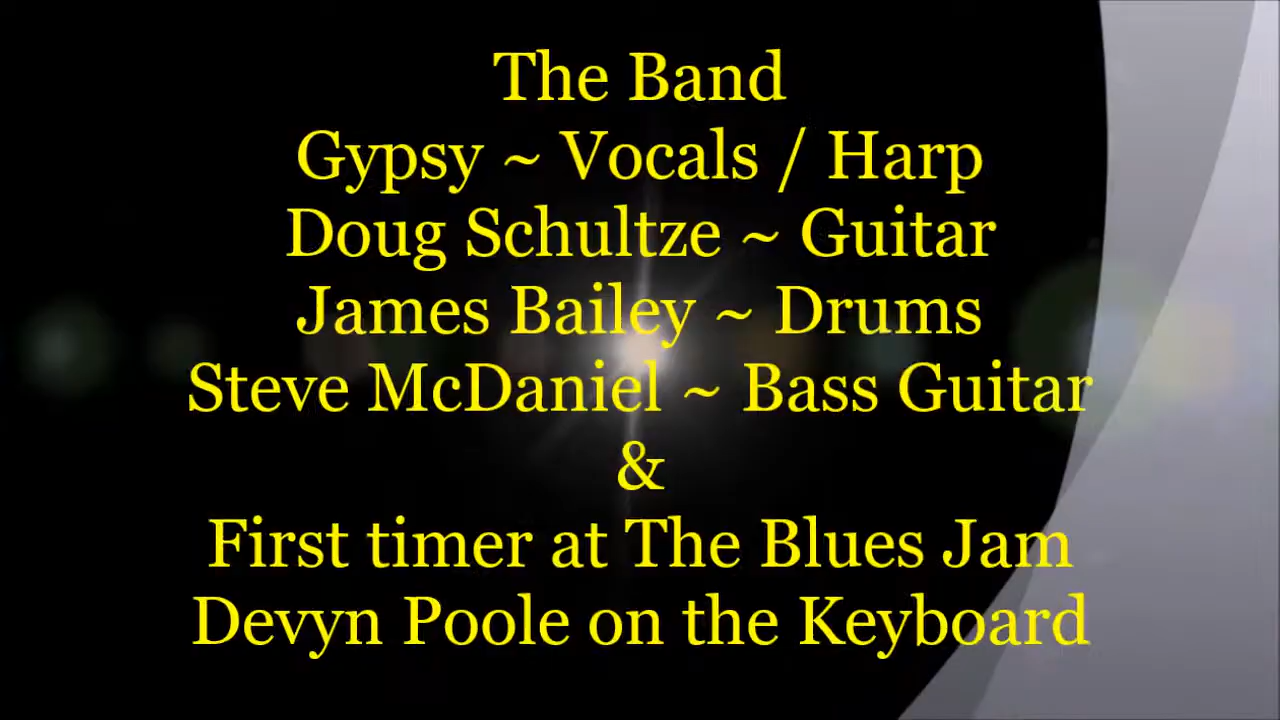 The Band
Gypsy ~ Vocals / Harp
Doug Schultze ~ Guitar
James Bailey ~ Drums
Steve McDaniel ~ Bass Guitar
&
First timer at The Blues Jam
Devyn Poole on the Keyboard